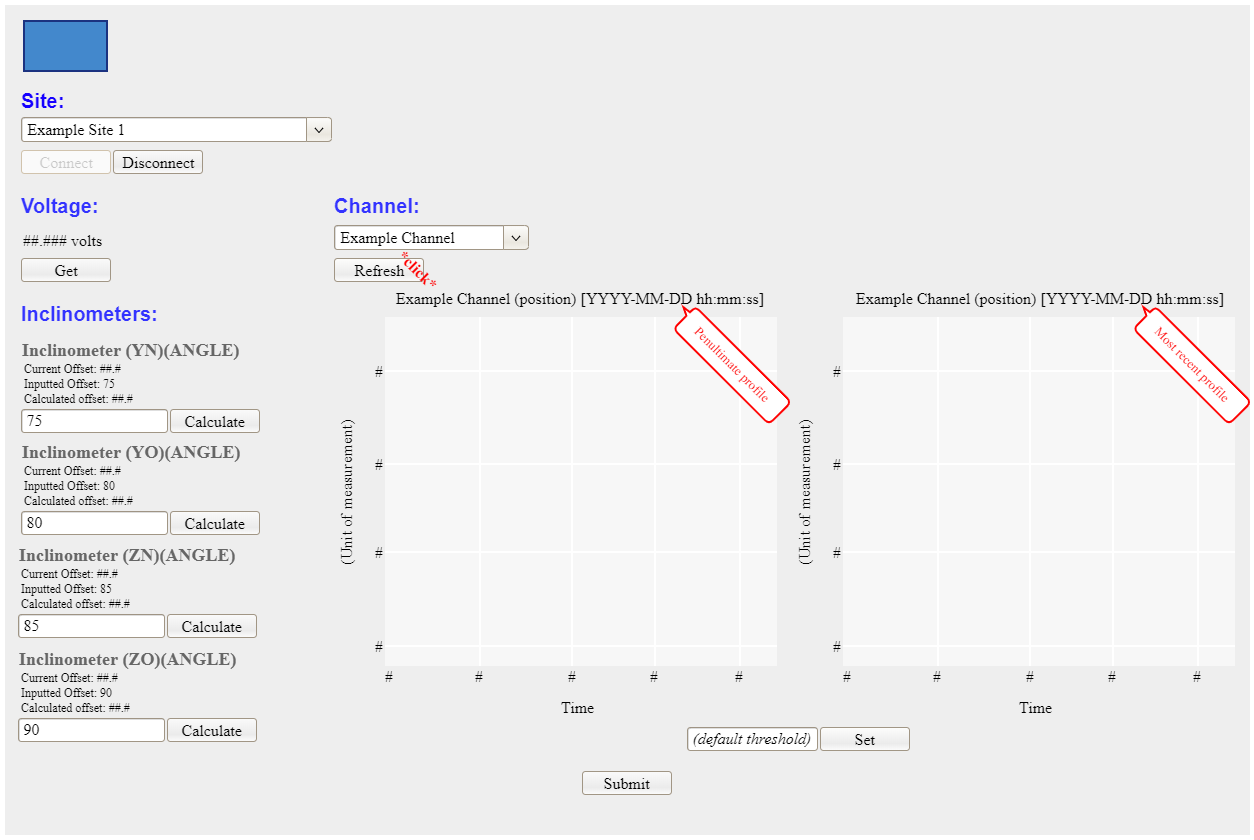 Site:
Example Site 1
Connect Disconnect
Voltage:
##.### volts
Get
Channel:
Example Channel
Refresh
*click*
Inclinometers:
Inclinometer (YN)(ANGLE)
Current Offset: ##.#
Inputted Offset: 75
Calculated offset: ##.#
75 Calculate
Inclinometer (YO)(ANGLE)
Current Offset: ##.#
Inputted Offset: 80
Calculated offset: ##.#
80 Calculate
Inclinometer (ZN)(ANGLE)
Current Offset: ##.#
Inputted Offset: 85
Calculated offset: ##.#
85 Calculate
Inclinometer (ZO)(ANGLE)
Current Offset: ##.#
Inputted Offset: 90
Calculated offset: ##.#
90 Calculate
Example Channel (position) [YYYY-MM-DD hh:mm:ss]
Penultimate profile
(Unit of measurement)
#
#
#
#
# # # # #
Time
Example Channel (position) [YYYY-MM-DD hh:mm:ss]
Most recent profile
(Unit of measurement)
#
#
#
#
# # # # #
Time
(default threshold) Set
Submit